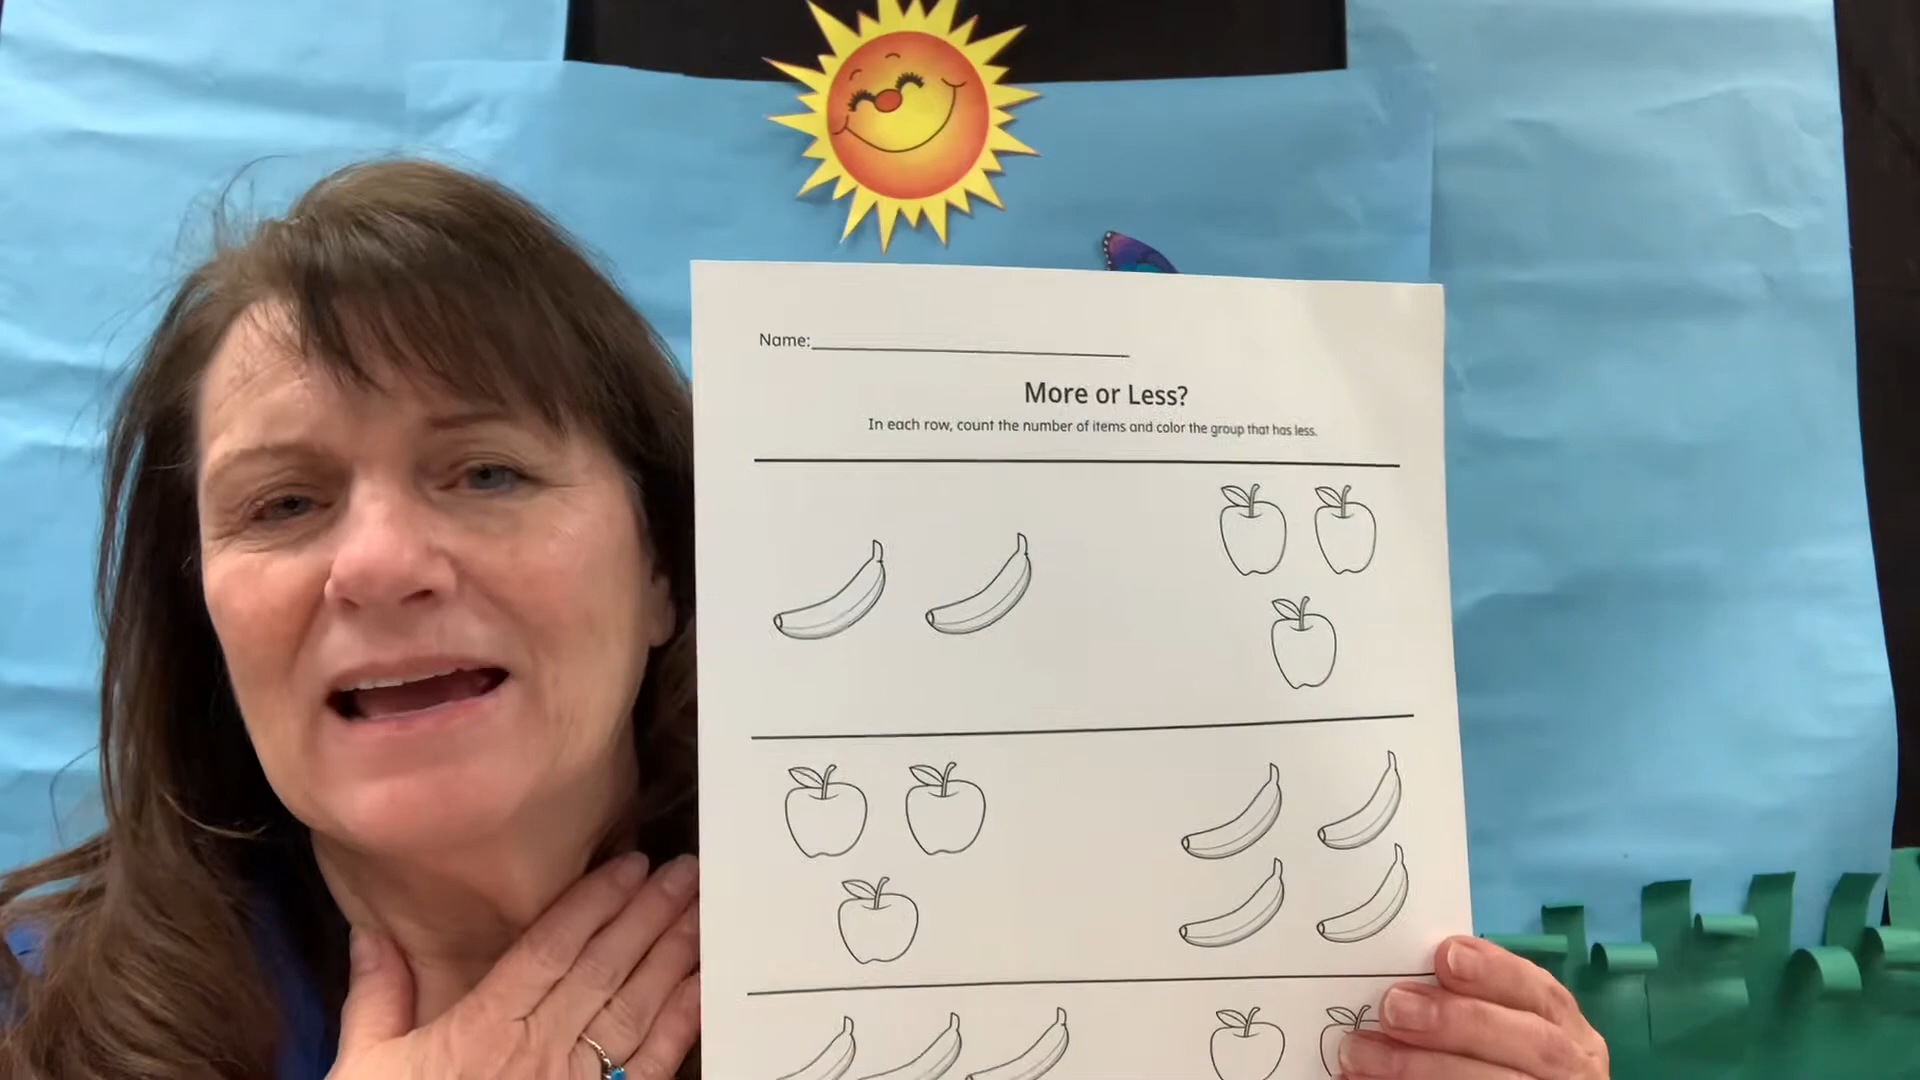 Name:
More or Less?
In each row, count the number of items and color the group that has less.